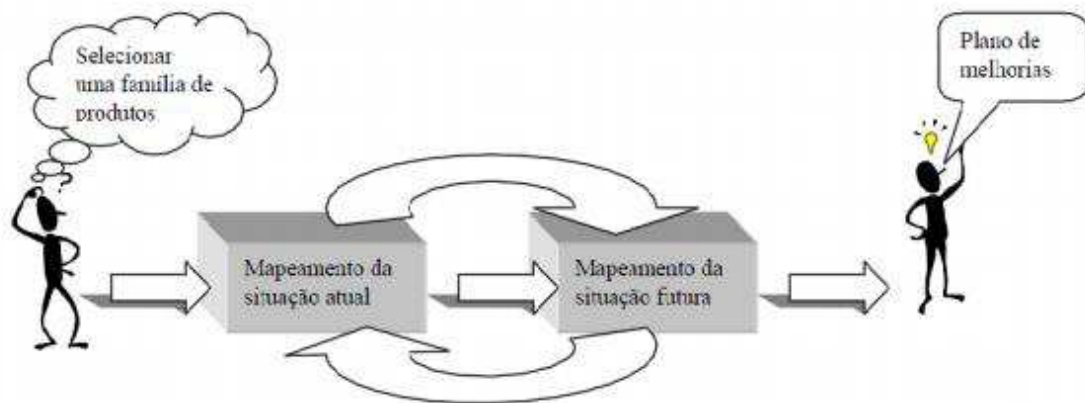 Selecionar
uma família de
produtos
Plano de
melhorias
Mapeamento da
situação atual
Mapeamento da
situação futura